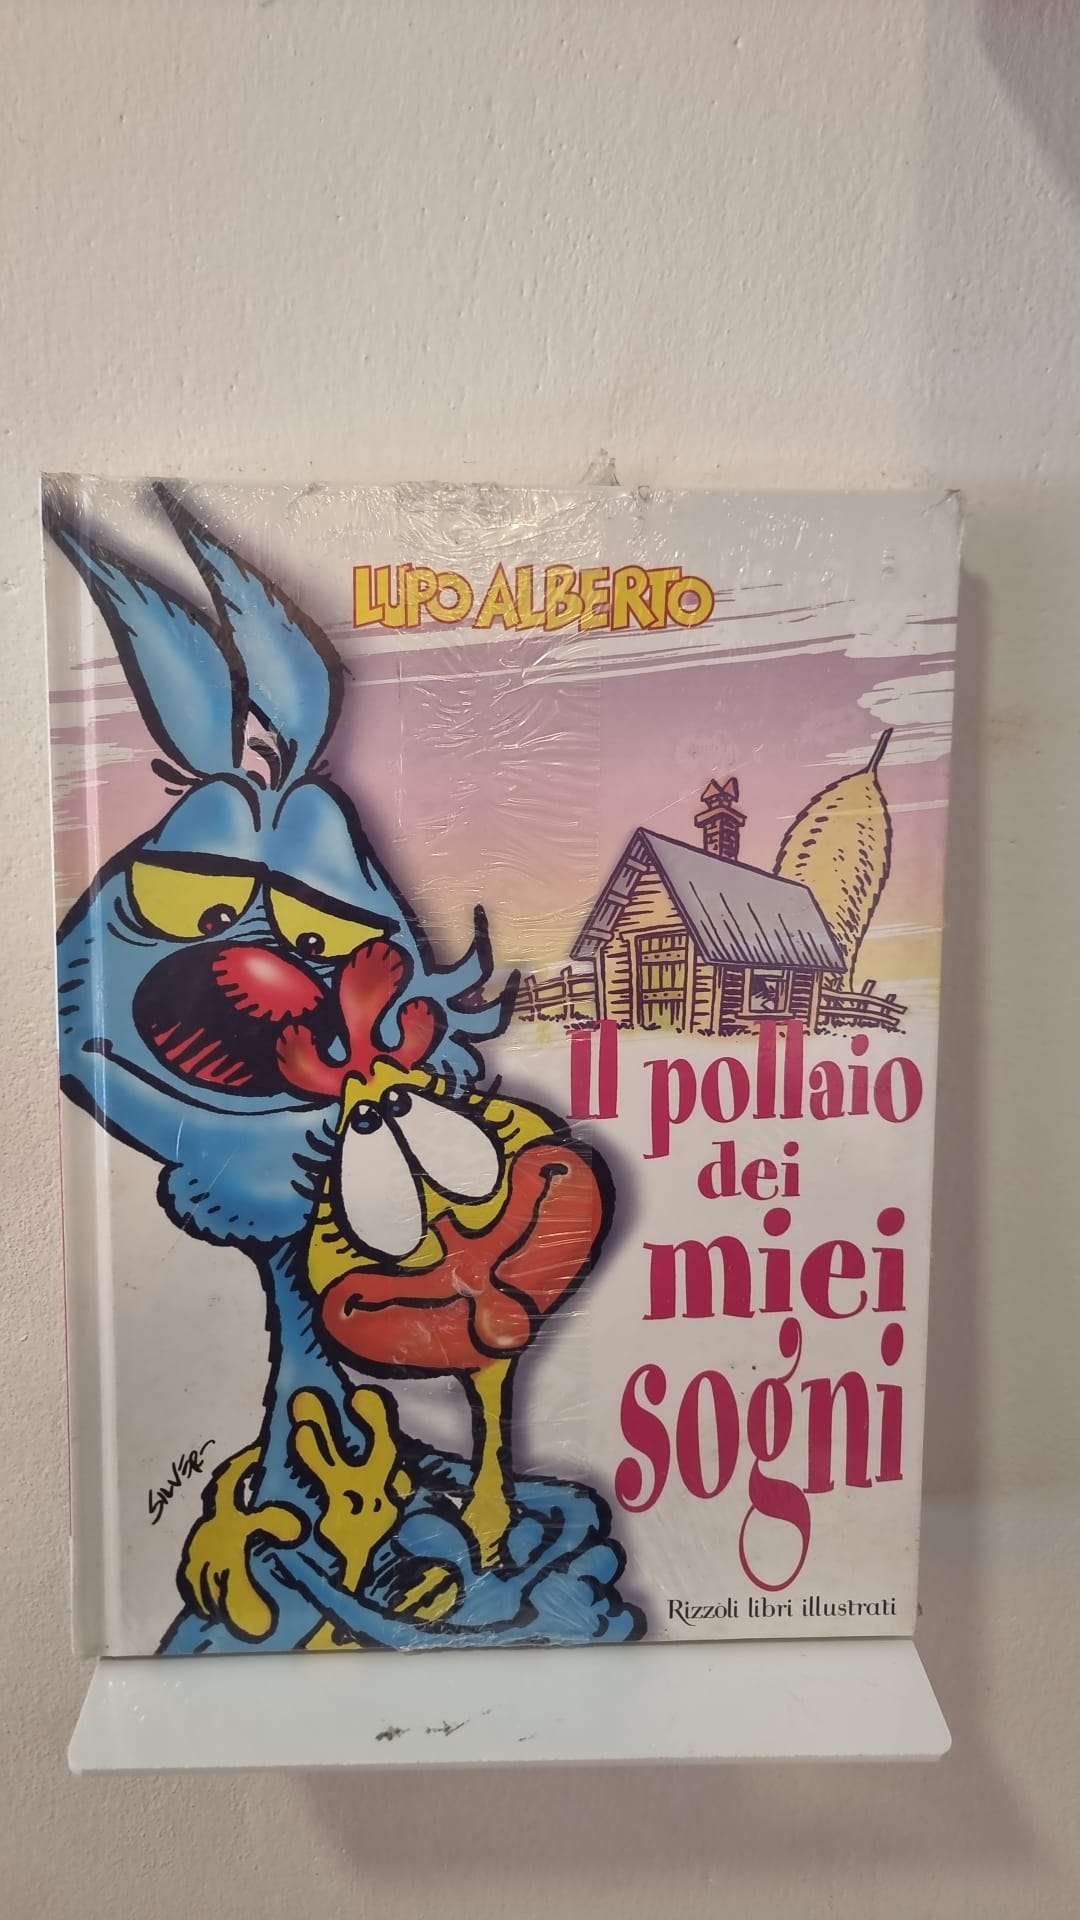 LUPO ALBERTO
Il pollaio
dei
miei
sogni
SILVER
Rizzoli libri illustrati